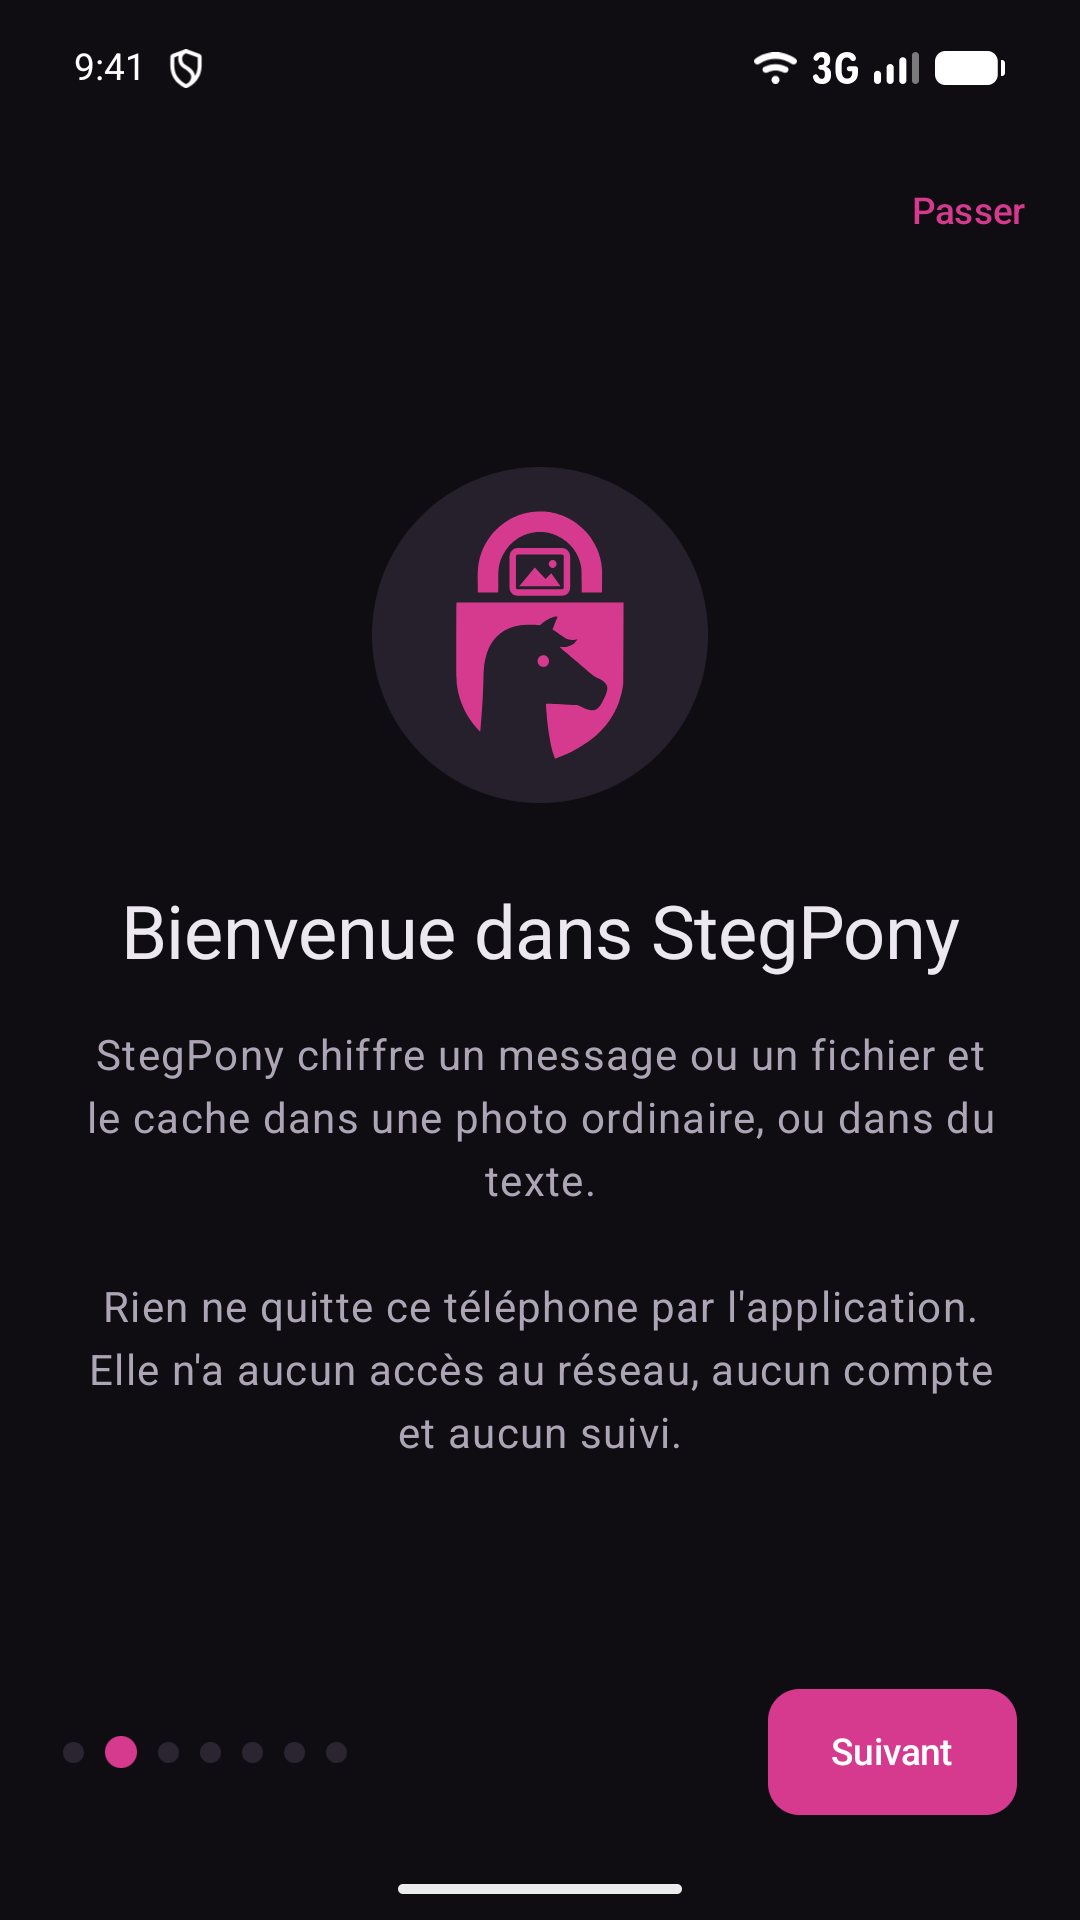 9:41
3G
Passer
Bienvenue dans StegPony
StegPony chiffre un message ou un fichier et
le cache dans une photo ordinaire, ou dans du
texte.
Rien ne quitte ce téléphone par l'application.
Elle n'a aucun accès au réseau, aucun compte
et aucun suivi.
Suivant